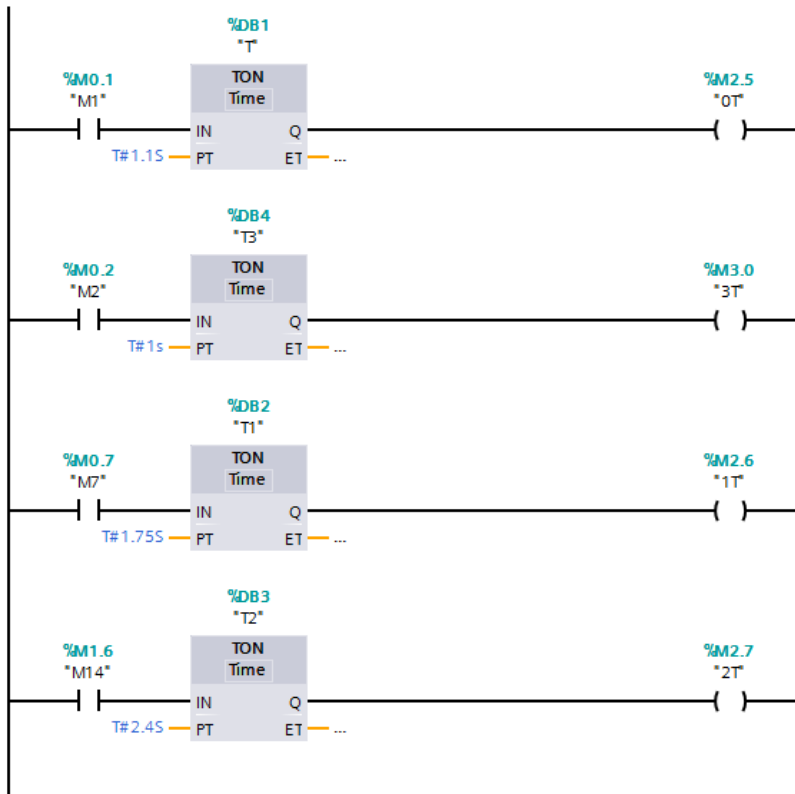 %DB1
"T"
%M0.1
"M1"
TON
Time
%M2.5
"0T"
IN Q
T#1.1S PT ET ...
%DB4
"T3"
%M0.2
"M2"
TON
Time
%M3.0
"3T"
IN Q
T#1s PT ET ...
%DB2
"T1"
%M0.7
"M7"
TON
Time
%M2.6
"1T"
IN Q
T#1.75S PT ET ...
%DB3
"T2"
%M1.6
"M14"
TON
Time
%M2.7
"2T"
IN Q
T#2.4S PT ET ...